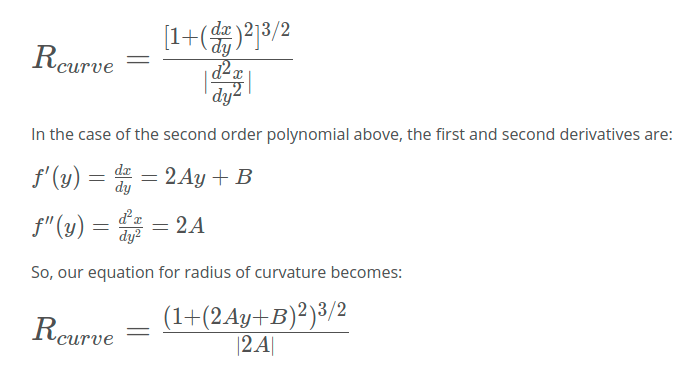 R_{curve} = \frac{[1+(\frac{dx}{dy})^2]^{3/2}}{|\frac{d^2x}{dy^2}|}
In the case of the second order polynomial above, the first and second derivatives are:
f'(y) = \frac{dx}{dy} = 2Ay + B
f''(y) = \frac{d^2x}{dy^2} = 2A
So, our equation for radius of curvature becomes:
R_{curve} = \frac{(1+(2Ay+B)^2)^{3/2}}{|2A|}